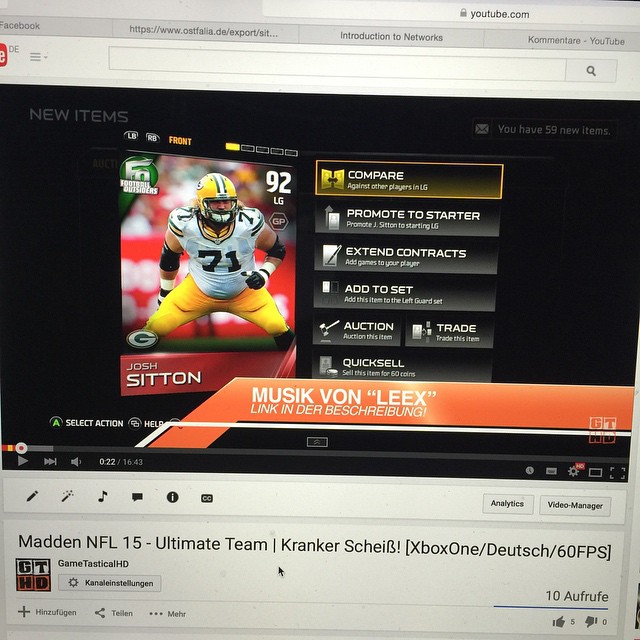 youtube.com
Facebook
https://www.ostfalia.de/export/sit...
Introduction to Networks
Kommentare - YouTube
DE
NEW ITEMS
You have 59 new items.
LB RB FRONT
FOOTBALL OUTSIDERS
92
LG
GP
71
JOSH
SITTON
COMPARE
Against other players in LG
PROMOTE TO STARTER
Promote J. Sitton to starting LG
EXTEND CONTRACTS
Add games to your player
ADD TO SET
Add this item to the Left Guard set
AUCTION
Auction this item
TRADE
Trade this item
QUICKSELL
Sell this item for 60 coins
MUSIK VON "LEEX"
LINK IN DER BESCHREIBUNG!
A SELECT ACTION HELP
GT
HD
0:22 / 16:43
HD
CC
Analytics
Video-Manager
Madden NFL 15 - Ultimate Team | Kranker Scheiß! [XboxOne/Deutsch/60FPS]
GT
HD
GameTasticalHD
Kanaleinstellungen
10 Aufrufe
Hinzufügen
Teilen
Mehr
5
0